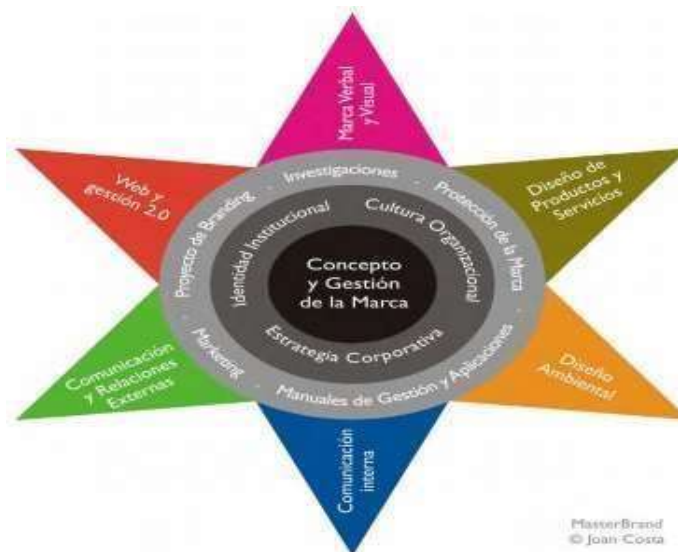 Marca Verbal
y Visual
Diseño de
Productos y
Servicios
Diseño
Ambiental
Comunicación
interna
Comunicación
y Relaciones
Externas
Web y
gestión 2.0
Proyecto de Branding · Investigaciones · Protección de la Marca ·
Manuales de Gestión y Aplicaciones · Marketing ·
Identidad Institucional
Cultura Organizacional
Estrategia Corporativa
Concepto
y Gestión
de la Marca
MasterBrand
© Joan Costa